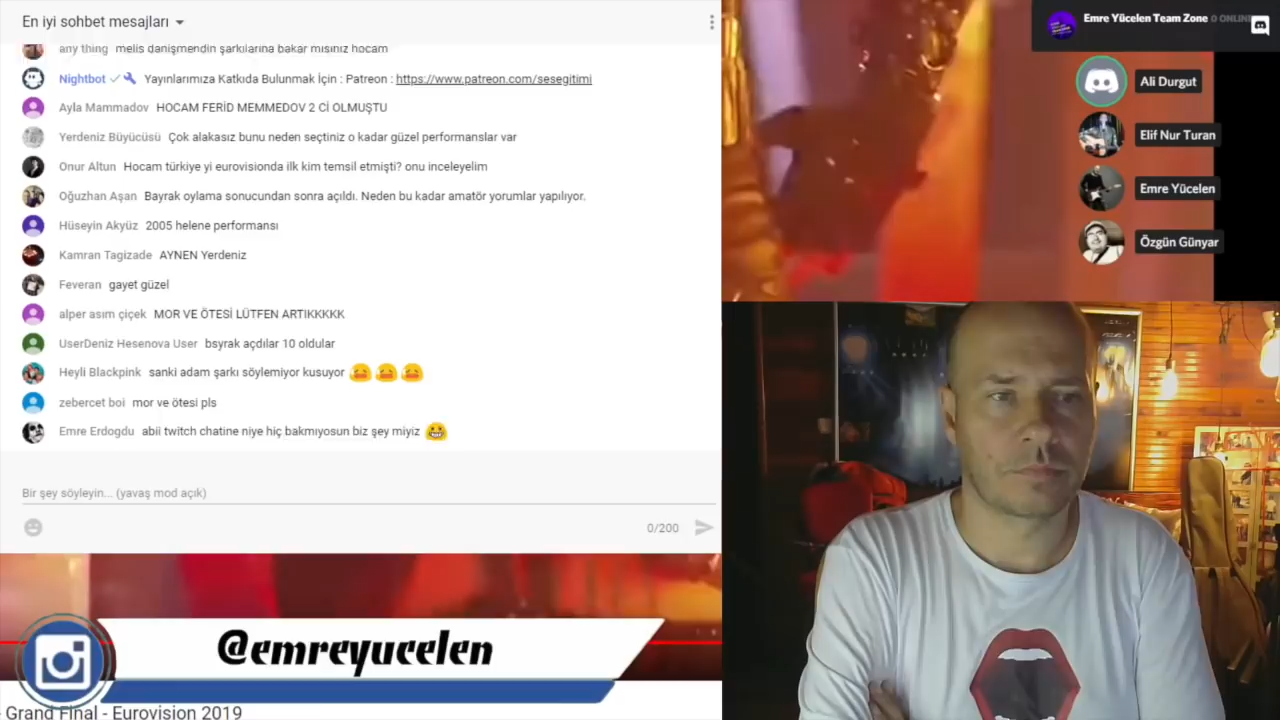 En iyi sohbet mesajları
any thing melis danişmendin şarkılarına bakar mısınız hocam
Nightbot Yayınlarımıza Katkıda Bulunmak İçin : Patreon : https://www.patreon.com/sesegitimi
Ayla Mammadov HOCAM FERİD MEMMEDOV 2 Cİ OLMUŞTU
Yerdeniz Büyücüsü Çok alakasız bunu neden seçtiniz o kadar güzel performanslar var
Onur Altun Hocam türkiye yi eurovisionda ilk kim temsil etmişti? onu inceleyelim
Oğuzhan Aşan Bayrak oylama sonucundan sonra açıldı. Neden bu kadar amatör yorumlar yapılıyor.
Hüseyin Akyüz 2005 helene performansı
Kamran Tagizade AYNEN Yerdeniz
Feveran gayet güzel
alper asım çiçek MOR VE ÖTESİ LÜTFEN ARTIKKKKK
UserDeniz Hesenova User bsyrak açdılar 10 oldular
Heyli Blackpink sanki adam şarkı söylemiyor kusuyor
zebercet boi mor ve ötesi pls
Emre Erdogdu abii twitch chatine niye hiç bakmıyosun biz şey miyiz
Bir şey söyleyin... (yavaş mod açık)
0/200
Emre Yücelen Team Zone 0 ONLINE
Ali Durgut
Elif Nur Turan
Emre Yücelen
Özgün Günyar
@emreyucelen
Grand Final - Eurovision 2019